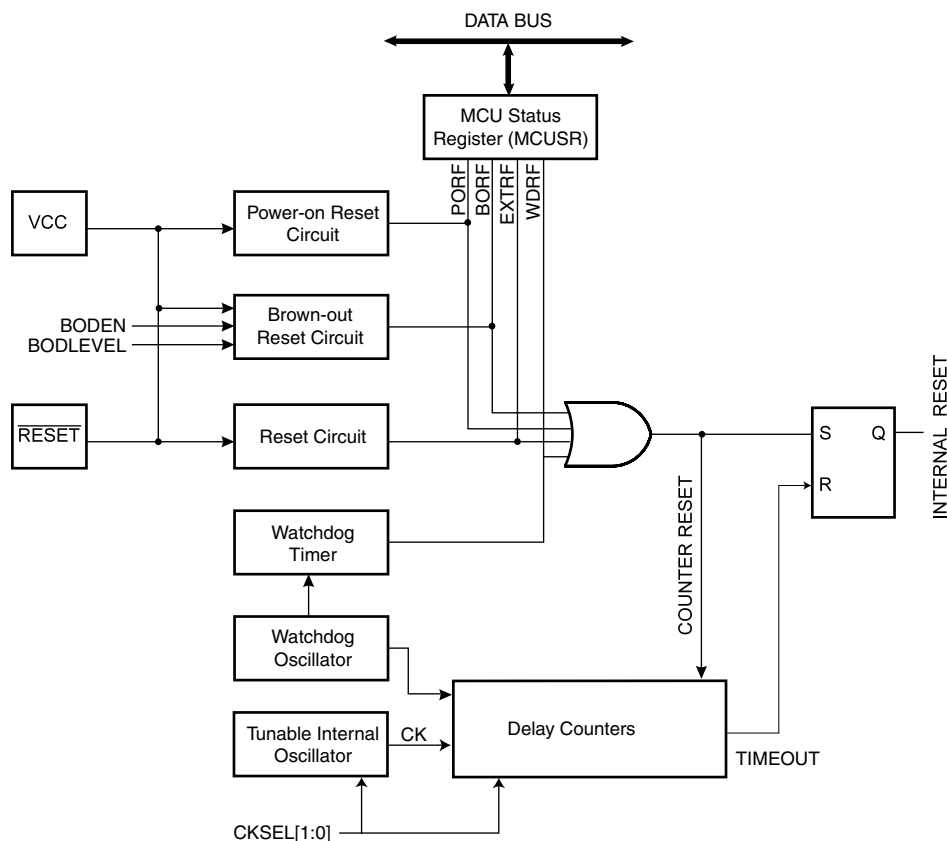 DATA BUS
MCU Status
Register (MCUSR)
PORF
BORF
EXTRF
WDRF
VCC
Power-on Reset
Circuit
BODEN
BODLEVEL
Brown-out
Reset Circuit
RESET
Reset Circuit
S
Q
R
INTERNAL RESET
Watchdog
Timer
COUNTER RESET
Watchdog
Oscillator
Tunable Internal
Oscillator
CK
Delay Counters
TIMEOUT
CKSEL[1:0]